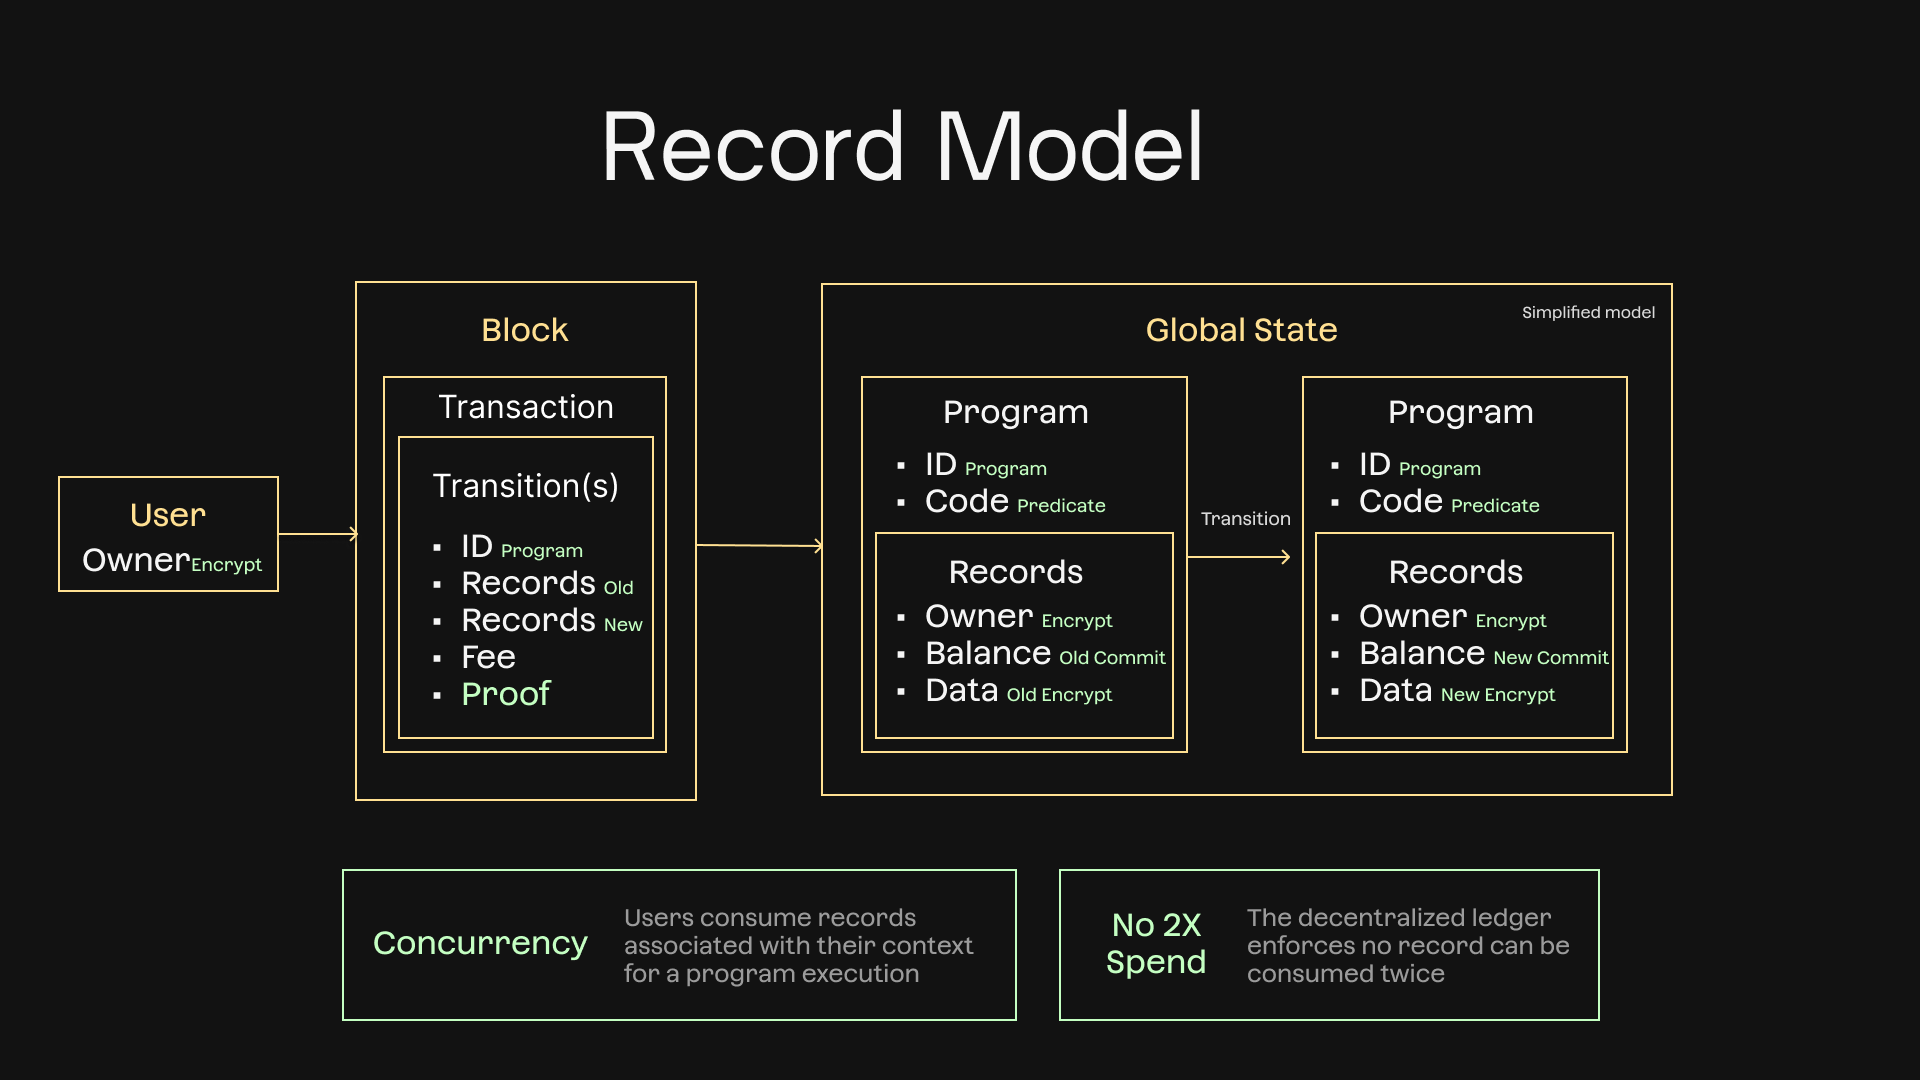 Record Model
User
Owner Encrypt
Block
Transaction
Transition(s)
▪ ID Program
▪ Records Old
▪ Records New
▪ Fee
▪ Proof
Global State
Simplified model
Program
▪ ID Program
▪ Code Predicate
Records
▪ Owner Encrypt
▪ Balance Old Commit
▪ Data Old Encrypt
Transition
Program
▪ ID Program
▪ Code Predicate
Records
▪ Owner Encrypt
▪ Balance New Commit
▪ Data New Encrypt
Concurrency
Users consume records
associated with their context
for a program execution
No 2X
Spend
The decentralized ledger
enforces no record can be
consumed twice